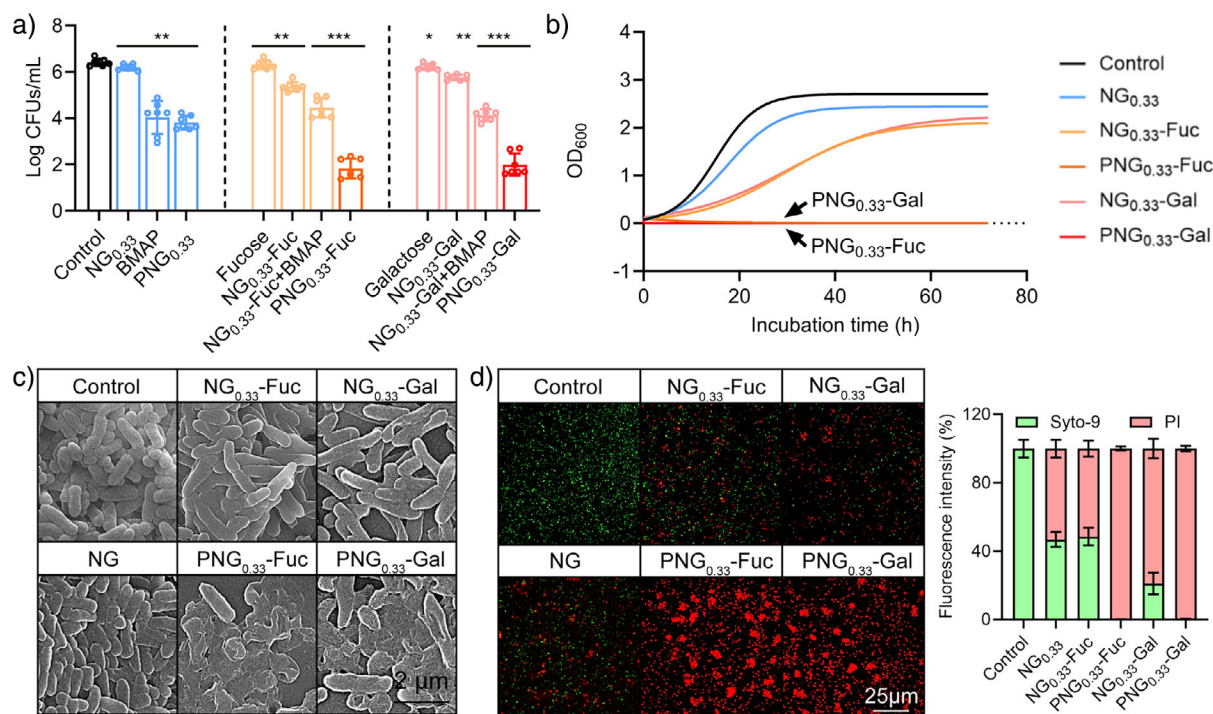 a)
Log CFUs/mL
8
6
4
2
0
**
**
***
*
**
***
Control
NG0.33
BMAP
PNG0.33
Fucose
NG0.33-Fuc
NG0.33-Fuc+BMAP
PNG0.33-Fuc
Galactose
NG0.33-Gal
NG0.33-Gal+BMAP
PNG0.33-Gal
b)
OD600
4
3
2
1
0
-1
0
20
40
60
80
Incubation time (h)
PNG0.33-Gal
PNG0.33-Fuc
Control
NG0.33
NG0.33-Fuc
PNG0.33-Fuc
NG0.33-Gal
PNG0.33-Gal
c)
Control
NG0.33-Fuc
NG0.33-Gal
NG
PNG0.33-Fuc
PNG0.33-Gal
2 μm
d)
Control
NG0.33-Fuc
NG0.33-Gal
NG
PNG0.33-Fuc
PNG0.33-Gal
25μm
Fluorescence intensity (%)
120
80
40
0
Syto-9
PI
Control
NG0.33
NG0.33-Fuc
PNG0.33-Fuc
NG0.33-Gal
PNG0.33-Gal